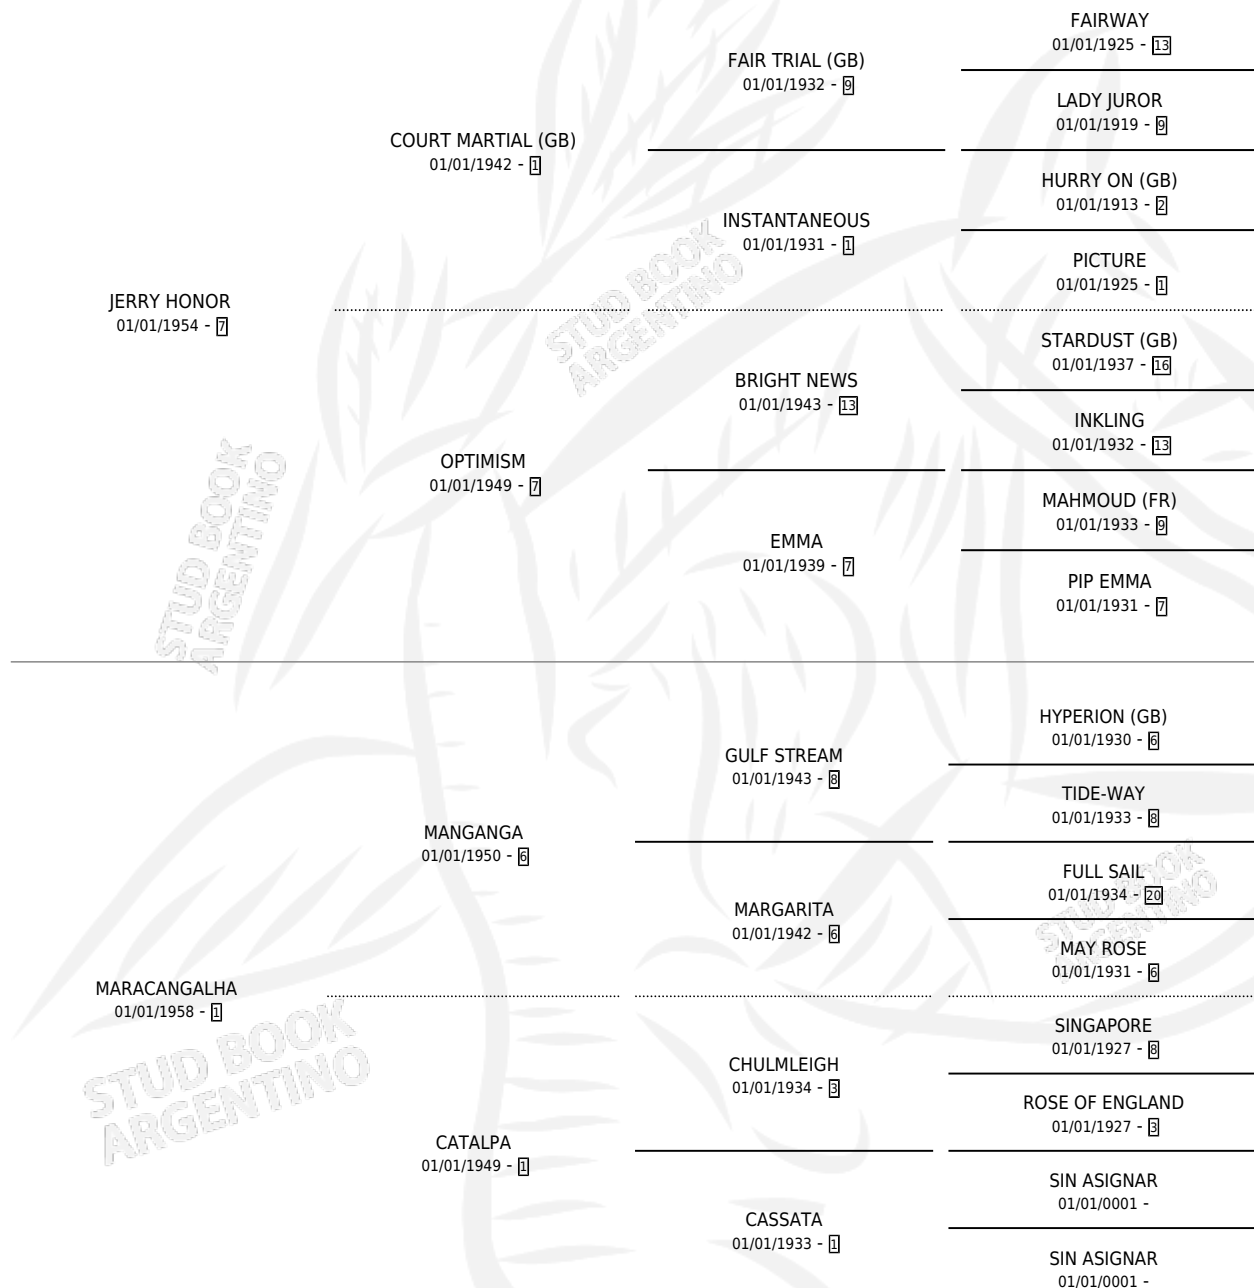 FAIRWAY
01/01/1925 - 13
FAIR TRIAL (GB)
01/01/1932 - 9
LADY JUROR
01/01/1919 - 9
COURT MARTIAL (GB)
01/01/1942 - 1
HURRY ON (GB)
01/01/1913 - 2
INSTANTANEOUS
01/01/1931 - 1
PICTURE
01/01/1925 - 1
JERRY HONOR
01/01/1954 - 7
STUD BOOK
ARGENTINO
STARDUST (GB)
01/01/1937 - 16
BRIGHT NEWS
01/01/1943 - 13
INKLING
01/01/1932 - 13
OPTIMISM
01/01/1949 - 7
MAHMOUD (FR)
01/01/1933 - 9
EMMA
01/01/1939 - 7
PIP EMMA
01/01/1931 - 7
STUD BOOK
ARGENTINO
HYPERION (GB)
01/01/1930 - 6
GULF STREAM
01/01/1943 - 8
TIDE-WAY
01/01/1933 - 8
MANGANGA
01/01/1950 - 6
FULL SAIL
01/01/1934 - 20
MARGARITA
01/01/1942 - 6
MAY ROSE
01/01/1931 - 6
STUD BOOK
ARGENTINO
MARACANGALHA
01/01/1958 - 1
SINGAPORE
01/01/1927 - 8
CHULMLEIGH
01/01/1934 - 3
ROSE OF ENGLAND
01/01/1927 - 3
STUD BOOK
ARGENTINO
CATALPA
01/01/1949 - 1
SIN ASIGNAR
01/01/0001 -
CASSATA
01/01/1933 - 1
SIN ASIGNAR
01/01/0001 -